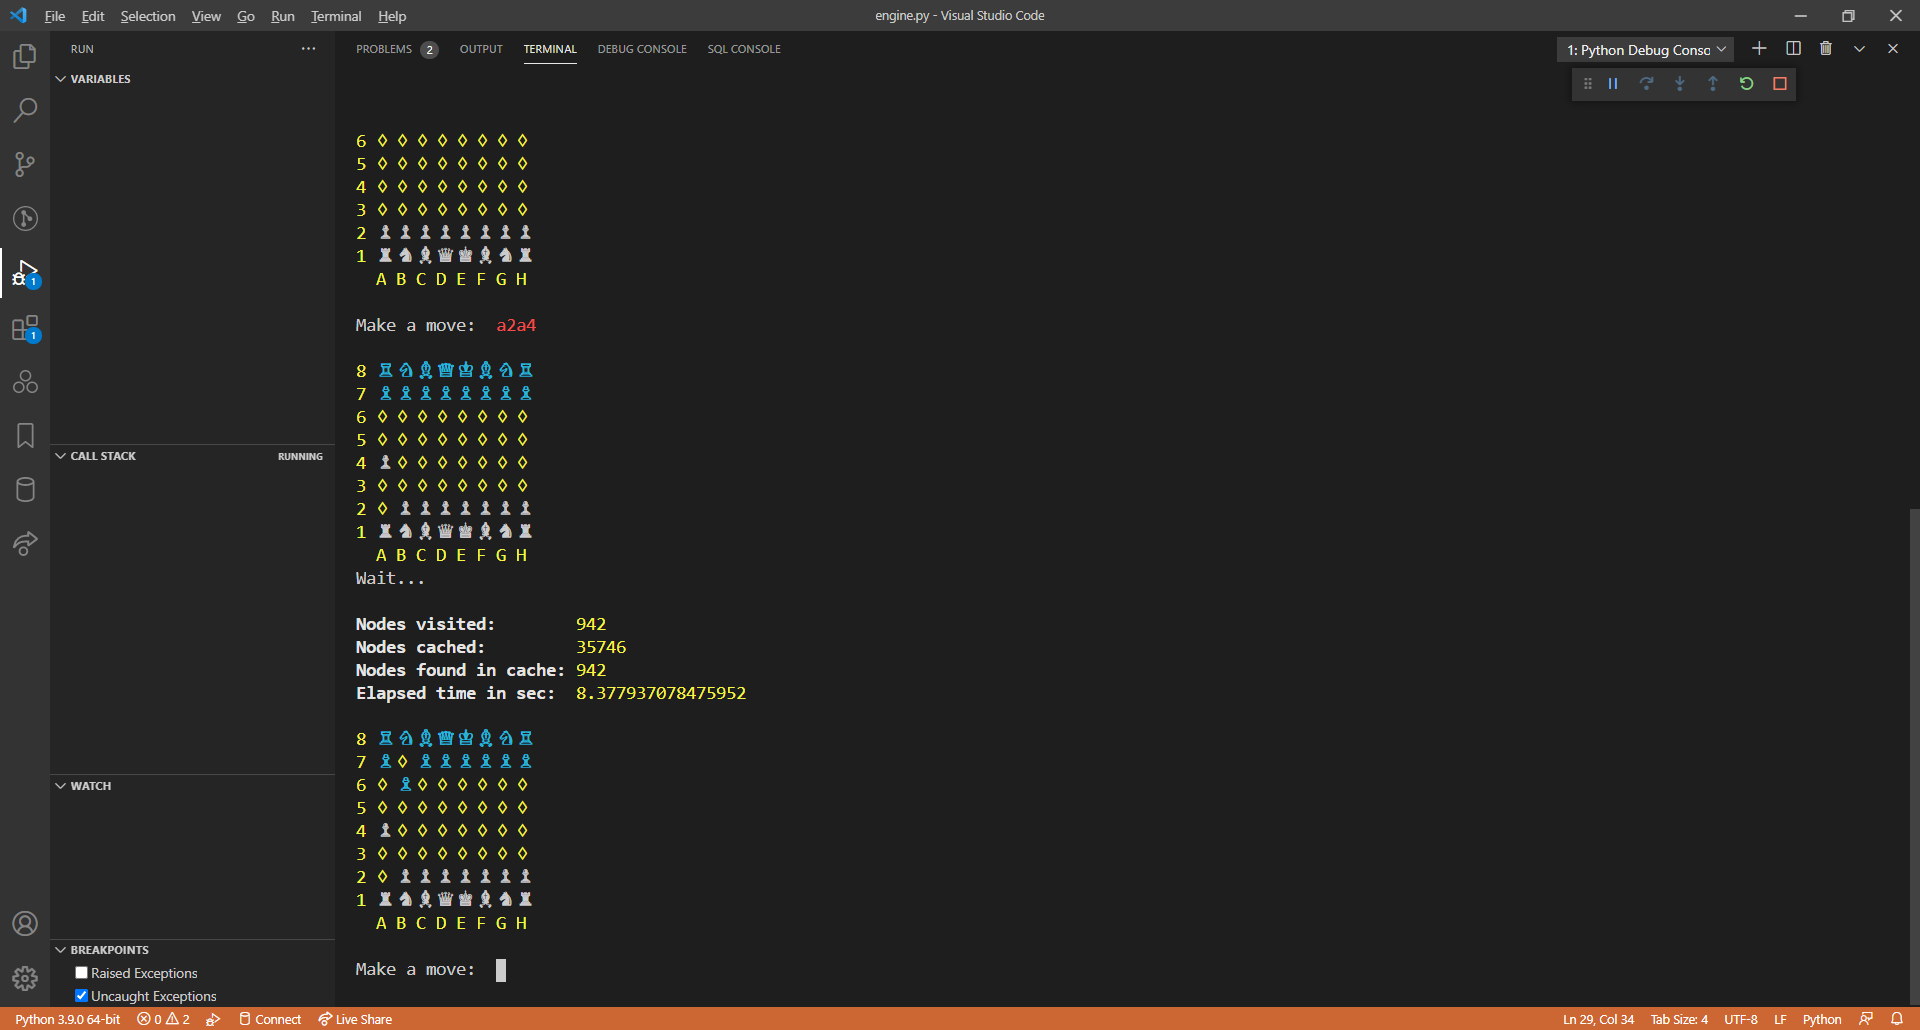 File Edit Selection View Go Run Terminal Help
engine.py - Visual Studio Code
RUN
PROBLEMS 2 OUTPUT TERMINAL DEBUG CONSOLE SQL CONSOLE
1: Python Debug Conso
VARIABLES
6 ◊ ◊ ◊ ◊ ◊ ◊ ◊ ◊
5 ◊ ◊ ◊ ◊ ◊ ◊ ◊ ◊
4 ◊ ◊ ◊ ◊ ◊ ◊ ◊ ◊
3 ◊ ◊ ◊ ◊ ◊ ◊ ◊ ◊
2 ♟ ♟ ♟ ♟ ♟ ♟ ♟ ♟
1 ♜ ♞ ♝ ♛ ♚ ♝ ♞ ♜
A B C D E F G H
Make a move: a2a4
8 ♖ ♘ ♗ ♕ ♔ ♗ ♘ ♖
7 ♙ ♙ ♙ ♙ ♙ ♙ ♙ ♙
6 ◊ ◊ ◊ ◊ ◊ ◊ ◊ ◊
5 ◊ ◊ ◊ ◊ ◊ ◊ ◊ ◊
4 ♟ ◊ ◊ ◊ ◊ ◊ ◊ ◊
3 ◊ ◊ ◊ ◊ ◊ ◊ ◊ ◊
2 ◊ ♟ ♟ ♟ ♟ ♟ ♟ ♟
1 ♜ ♞ ♝ ♛ ♚ ♝ ♞ ♜
A B C D E F G H
Wait...
Nodes visited: 942
Nodes cached: 35746
Nodes found in cache: 942
Elapsed time in sec: 8.377937078475952
8 ♖ ♘ ♗ ♕ ♔ ♗ ♘ ♖
7 ♙ ◊ ♙ ♙ ♙ ♙ ♙ ♙
6 ◊ ♙ ◊ ◊ ◊ ◊ ◊ ◊
5 ◊ ◊ ◊ ◊ ◊ ◊ ◊ ◊
4 ♟ ◊ ◊ ◊ ◊ ◊ ◊ ◊
3 ◊ ◊ ◊ ◊ ◊ ◊ ◊ ◊
2 ◊ ♟ ♟ ♟ ♟ ♟ ♟ ♟
1 ♜ ♞ ♝ ♛ ♚ ♝ ♞ ♜
A B C D E F G H
Make a move:
CALL STACK RUNNING
WATCH
BREAKPOINTS
Raised Exceptions
Uncaught Exceptions
1
1
Python 3.9.0 64-bit 0 2 Connect Live Share
Ln 29, Col 34 Tab Size: 4 UTF-8 LF Python